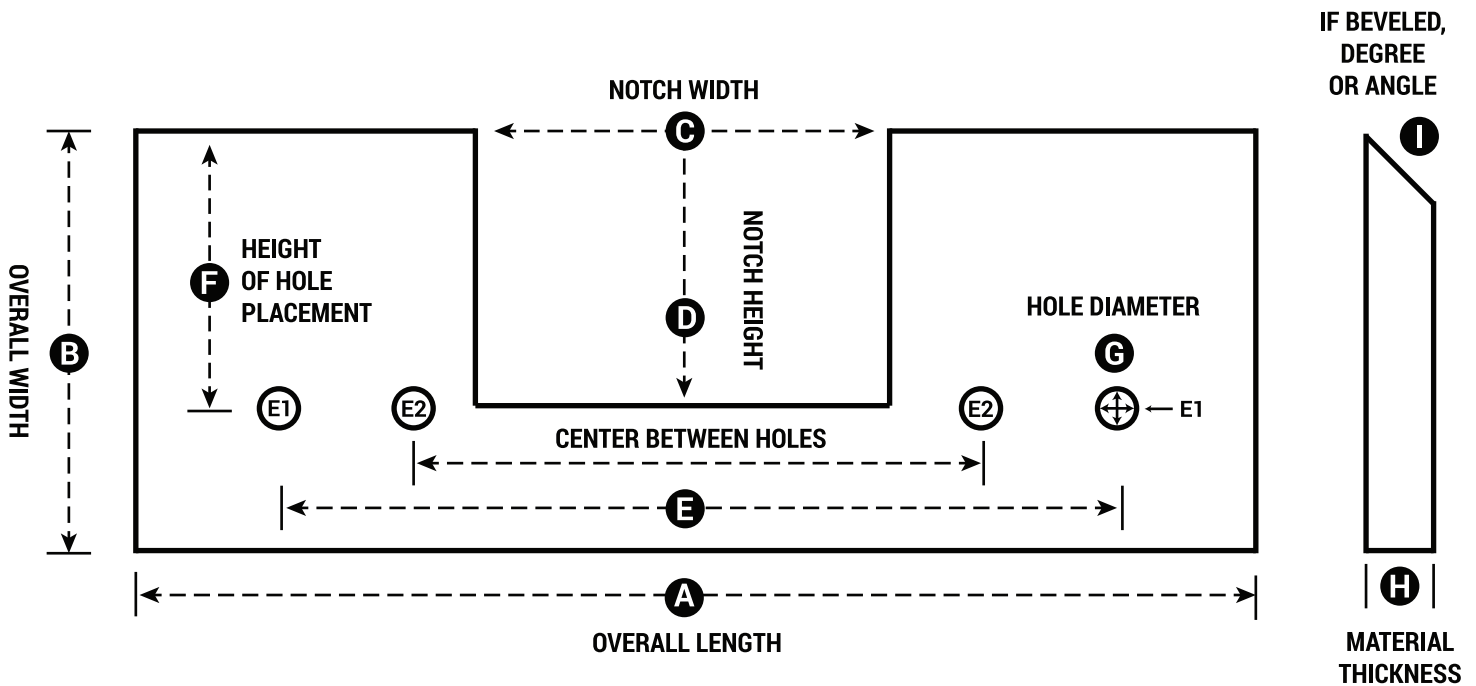 IF BEVELED,
DEGREE
OR ANGLE
I
NOTCH WIDTH
C
OVERALL WIDTH
B
F
HEIGHT
OF HOLE
PLACEMENT
D
NOTCH HEIGHT
HOLE DIAMETER
G
E1
E2
E2
E1
CENTER BETWEEN HOLES
E
A
OVERALL LENGTH
H
MATERIAL
THICKNESS